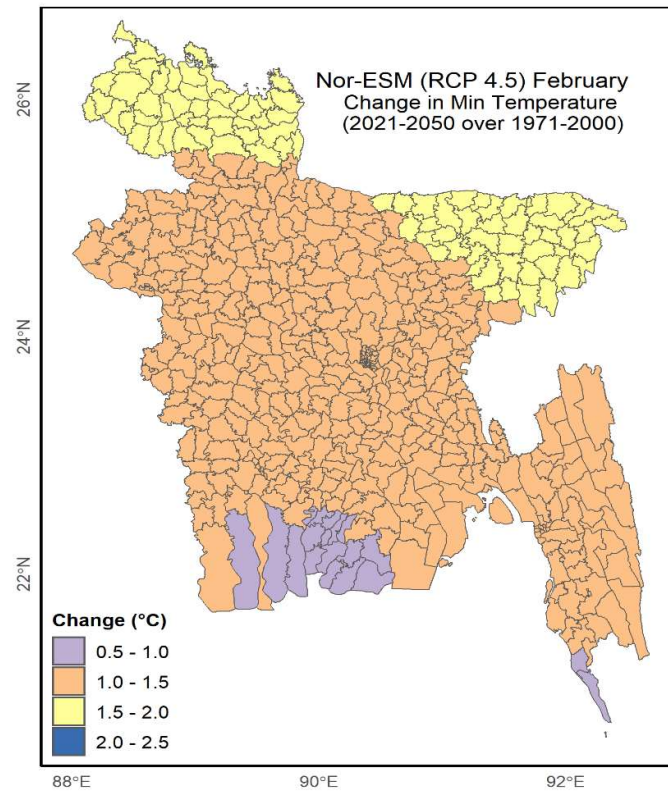 Nor-ESM (RCP 4.5) February
Change in Min Temperature
(2021-2050 over 1971-2000)
26°N
24°N
22°N
Change (°C)
0.5 - 1.0
1.0 - 1.5
1.5 - 2.0
2.0 - 2.5
88°E
90°E
92°E